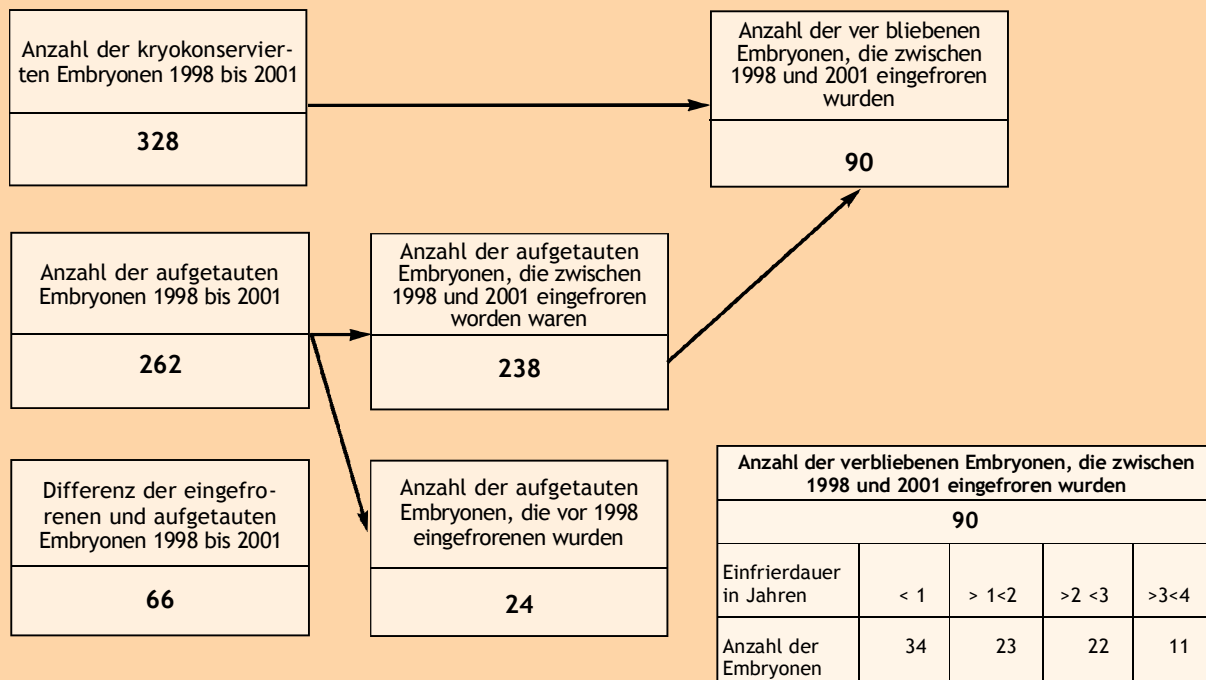 Anzahl der kryokonservier-
ten Embryonen 1998 bis 2001
328
Anzahl der ver bliebenen
Embryonen, die zwischen
1998 und 2001 eingefroren
wurden
90
Anzahl der aufgetauten
Embryonen 1998 bis 2001
262
Anzahl der aufgetauten
Embryonen, die zwischen
1998 und 2001 eingefroren
worden waren
238
Differenz der eingefro-
renen und aufgetauten
Embryonen 1998 bis 2001
66
Anzahl der aufgetauten
Embryonen, die vor 1998
eingefrorenen wurden
24
Anzahl der verbliebenen Embryonen, die zwischen
1998 und 2001 eingefroren wurden
90
Einfrierdauer
in Jahren < 1 > 1<2 >2 <3 >3<4
Anzahl der
Embryonen 34 23 22 11